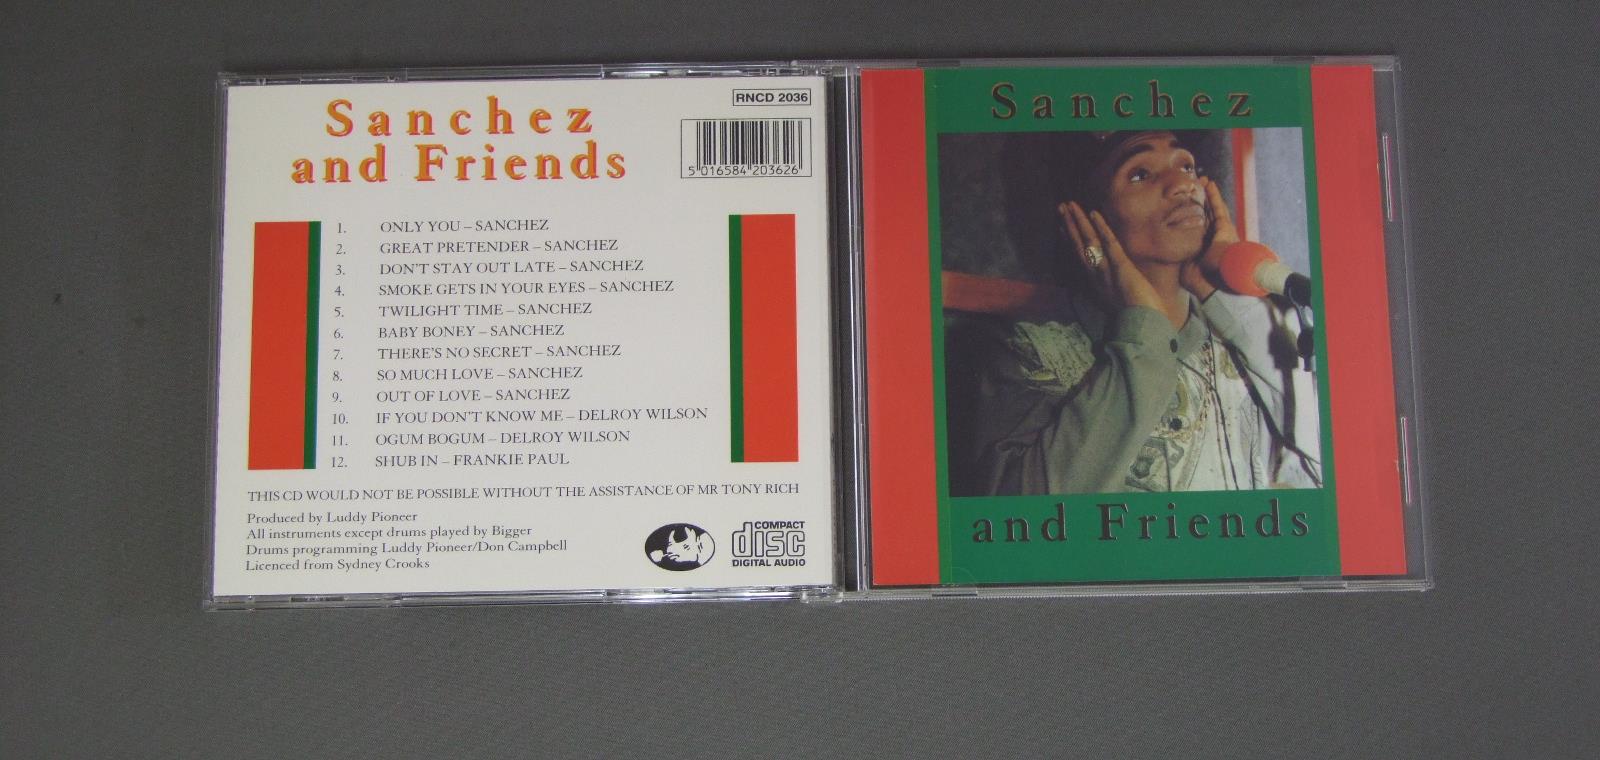 Sanchez
and Friends
RNCD 2036
5 016584 203626
1. ONLY YOU – SANCHEZ
2. GREAT PRETENDER – SANCHEZ
3. DON'T STAY OUT LATE – SANCHEZ
4. SMOKE GETS IN YOUR EYES – SANCHEZ
5. TWILIGHT TIME – SANCHEZ
6. BABY BONEY – SANCHEZ
7. THERE'S NO SECRET – SANCHEZ
8. SO MUCH LOVE – SANCHEZ
9. OUT OF LOVE – SANCHEZ
10. IF YOU DON'T KNOW ME – DELROY WILSON
11. OGUM BOGUM – DELROY WILSON
12. SHUB IN – FRANKIE PAUL
THIS CD WOULD NOT BE POSSIBLE WITHOUT THE ASSISTANCE OF MR TONY RICH
Produced by Luddy Pioneer
All instruments except drums played by Bigger
Drums programming Luddy Pioneer/Don Campbell
Licenced from Sydney Crooks
COMPACT
disc
DIGITAL AUDIO
Sanchez
and Friends